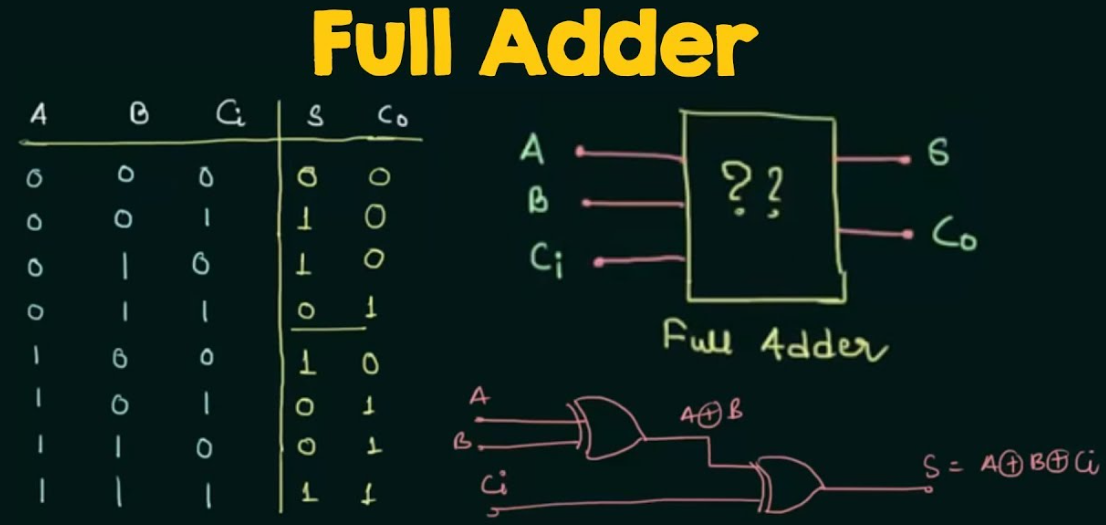 Full Adder
A B Ci S Co
0 0 0 0 0
0 0 1 1 0
0 1 0 1 0
0 1 1 0 1
1 0 0 1 0
1 0 1 0 1
1 1 0 0 1
1 1 1 1 1
A
B
Ci
??
S
Co
Full Adder
A
B
A⊕B
Ci
S = A⊕B⊕Ci